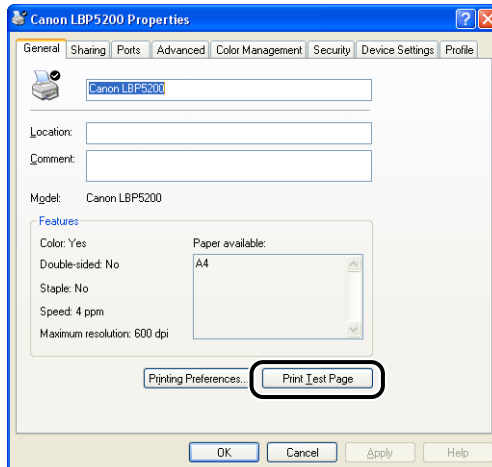 Canon LBP5200 Properties
General Sharing Ports Advanced Color Management Security Device Settings Profile
Canon LBP5200
Location:
Comment:
Model: Canon LBP5200
Features
Color: Yes Paper available:
Double-sided: No A4
Staple: No
Speed: 4 ppm
Maximum resolution: 600 dpi
Printing Preferences... Print Test Page
OK Cancel Apply Help